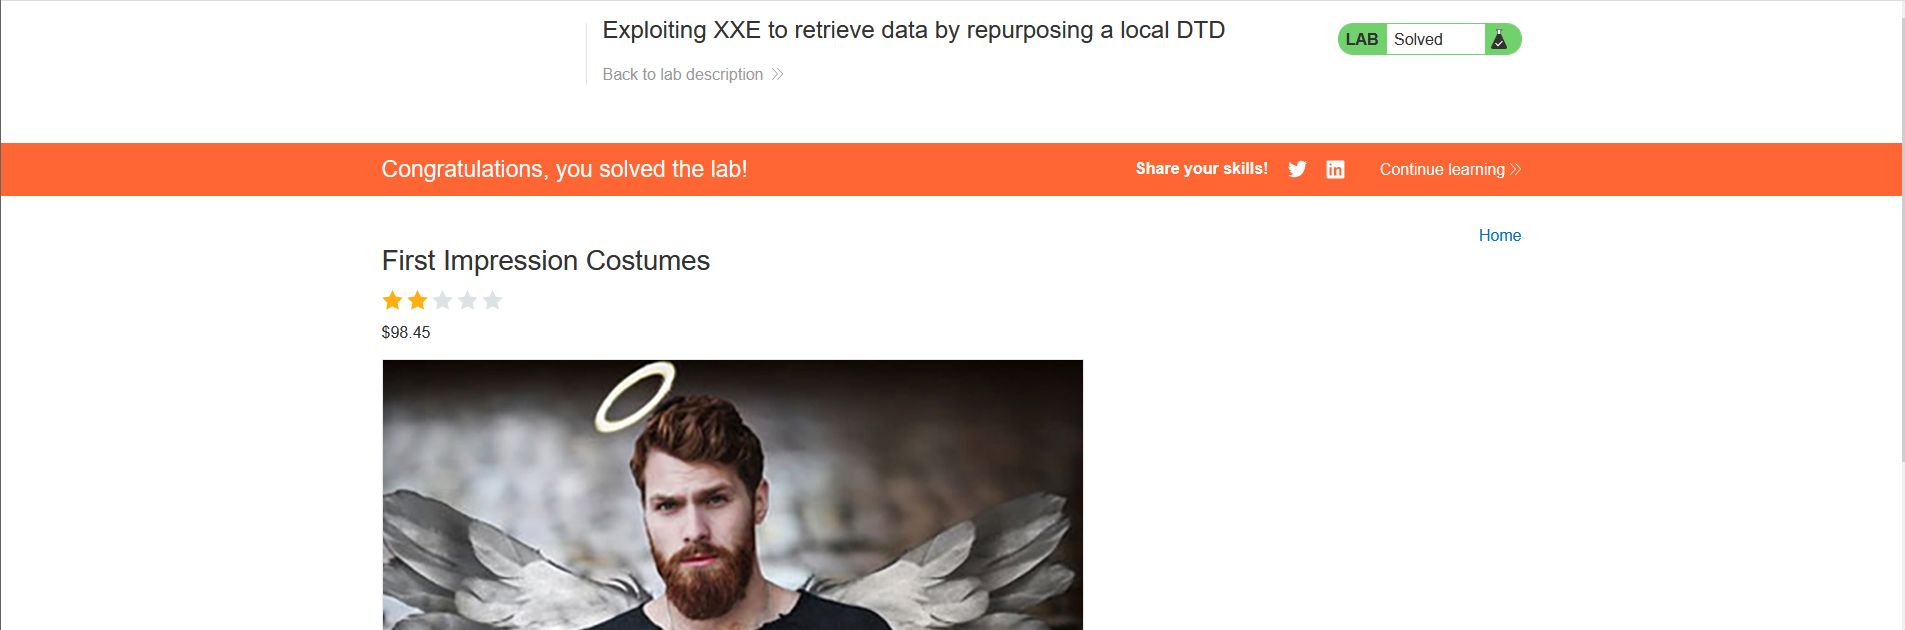 Exploiting XXE to retrieve data by repurposing a local DTD
LAB Solved
Back to lab description
Congratulations, you solved the lab!
Share your skills!
Continue learning
Home
First Impression Costumes
$98.45